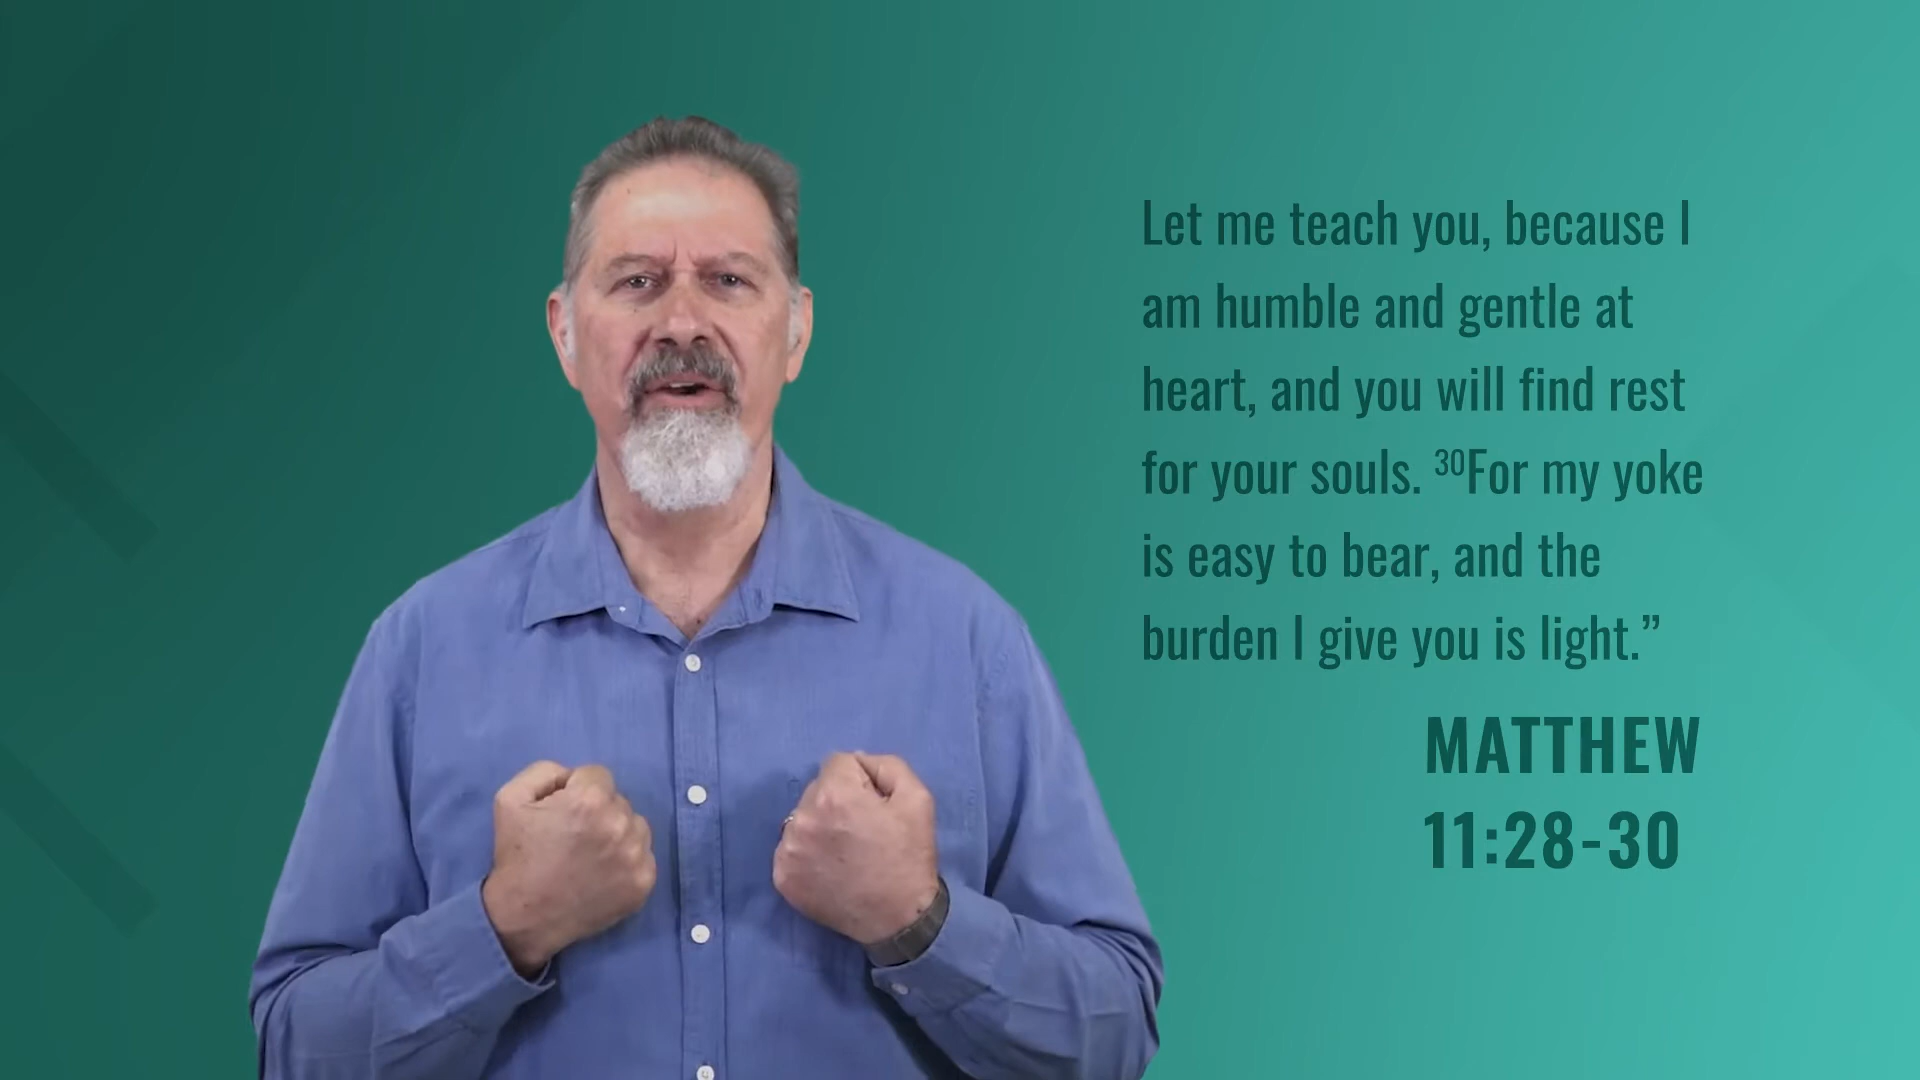 Let me teach you, because I
am humble and gentle at
heart, and you will find rest
for your souls. ³⁰For my yoke
is easy to bear, and the
burden I give you is light.”
MATTHEW
11:28-30